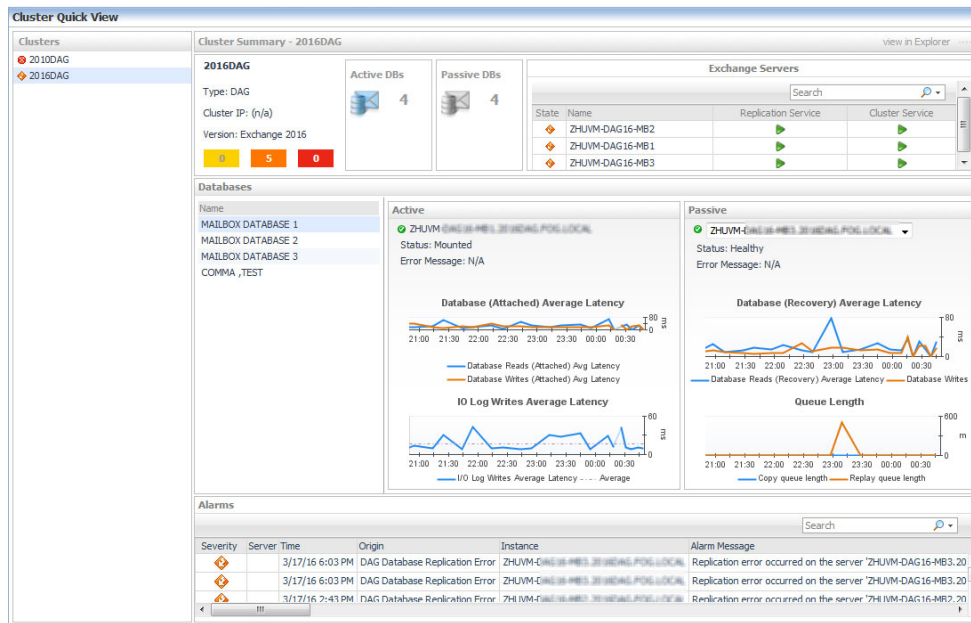 Cluster Quick View
Clusters
2010DAG
2016DAG
Cluster Summary - 2016DAG
view in Explorer
2016DAG
Type: DAG
Cluster IP: (n/a)
Version: Exchange 2016
0 5 0
Active DBs
4
Passive DBs
4
Exchange Servers
Search
State Name Replication Service Cluster Service
ZHUVM-DAG16-MB2
ZHUVM-DAG16-MB1
ZHUVM-DAG16-MB3
Databases
Name
MAILBOX DATABASE 1
MAILBOX DATABASE 2
MAILBOX DATABASE 3
COMMA ,TEST
Active
ZHUVM
Status: Mounted
Error Message: N/A
Database (Attached) Average Latency
80
ms
0
21:00 21:30 22:00 22:30 23:00 23:30 00:00 00:30
Database Reads (Attached) Avg Latency
Database Writes (Attached) Avg Latency
IO Log Writes Average Latency
60
ms
0
21:00 21:30 22:00 22:30 23:00 23:30 00:00 00:30
I/O Log Writes Average Latency Average
Passive
ZHUVM-
Status: Healthy
Error Message: N/A
Database (Recovery) Average Latency
80
ms
0
21:00 21:30 22:00 22:30 23:00 23:30 00:00 00:30
Database Reads (Recovery) Average Latency Database Writes
Queue Length
600
m
0
21:00 21:30 22:00 22:30 23:00 23:30 00:00 00:30
Copy queue length Replay queue length
Alarms
Search
Severity Server Time Origin Instance Alarm Message
3/17/16 6:03 PM DAG Database Replication Error ZHUVM- Replication error occurred on the server 'ZHUVM-DAG16-MB3.20
3/17/16 6:03 PM DAG Database Replication Error ZHUVM- Replication error occurred on the server 'ZHUVM-DAG16-MB3.20
3/17/16 2:43 PM DAG Database Replication Error ZHUVM- Replication error occurred on the server 'ZHUVM-DAG16-MB2.20